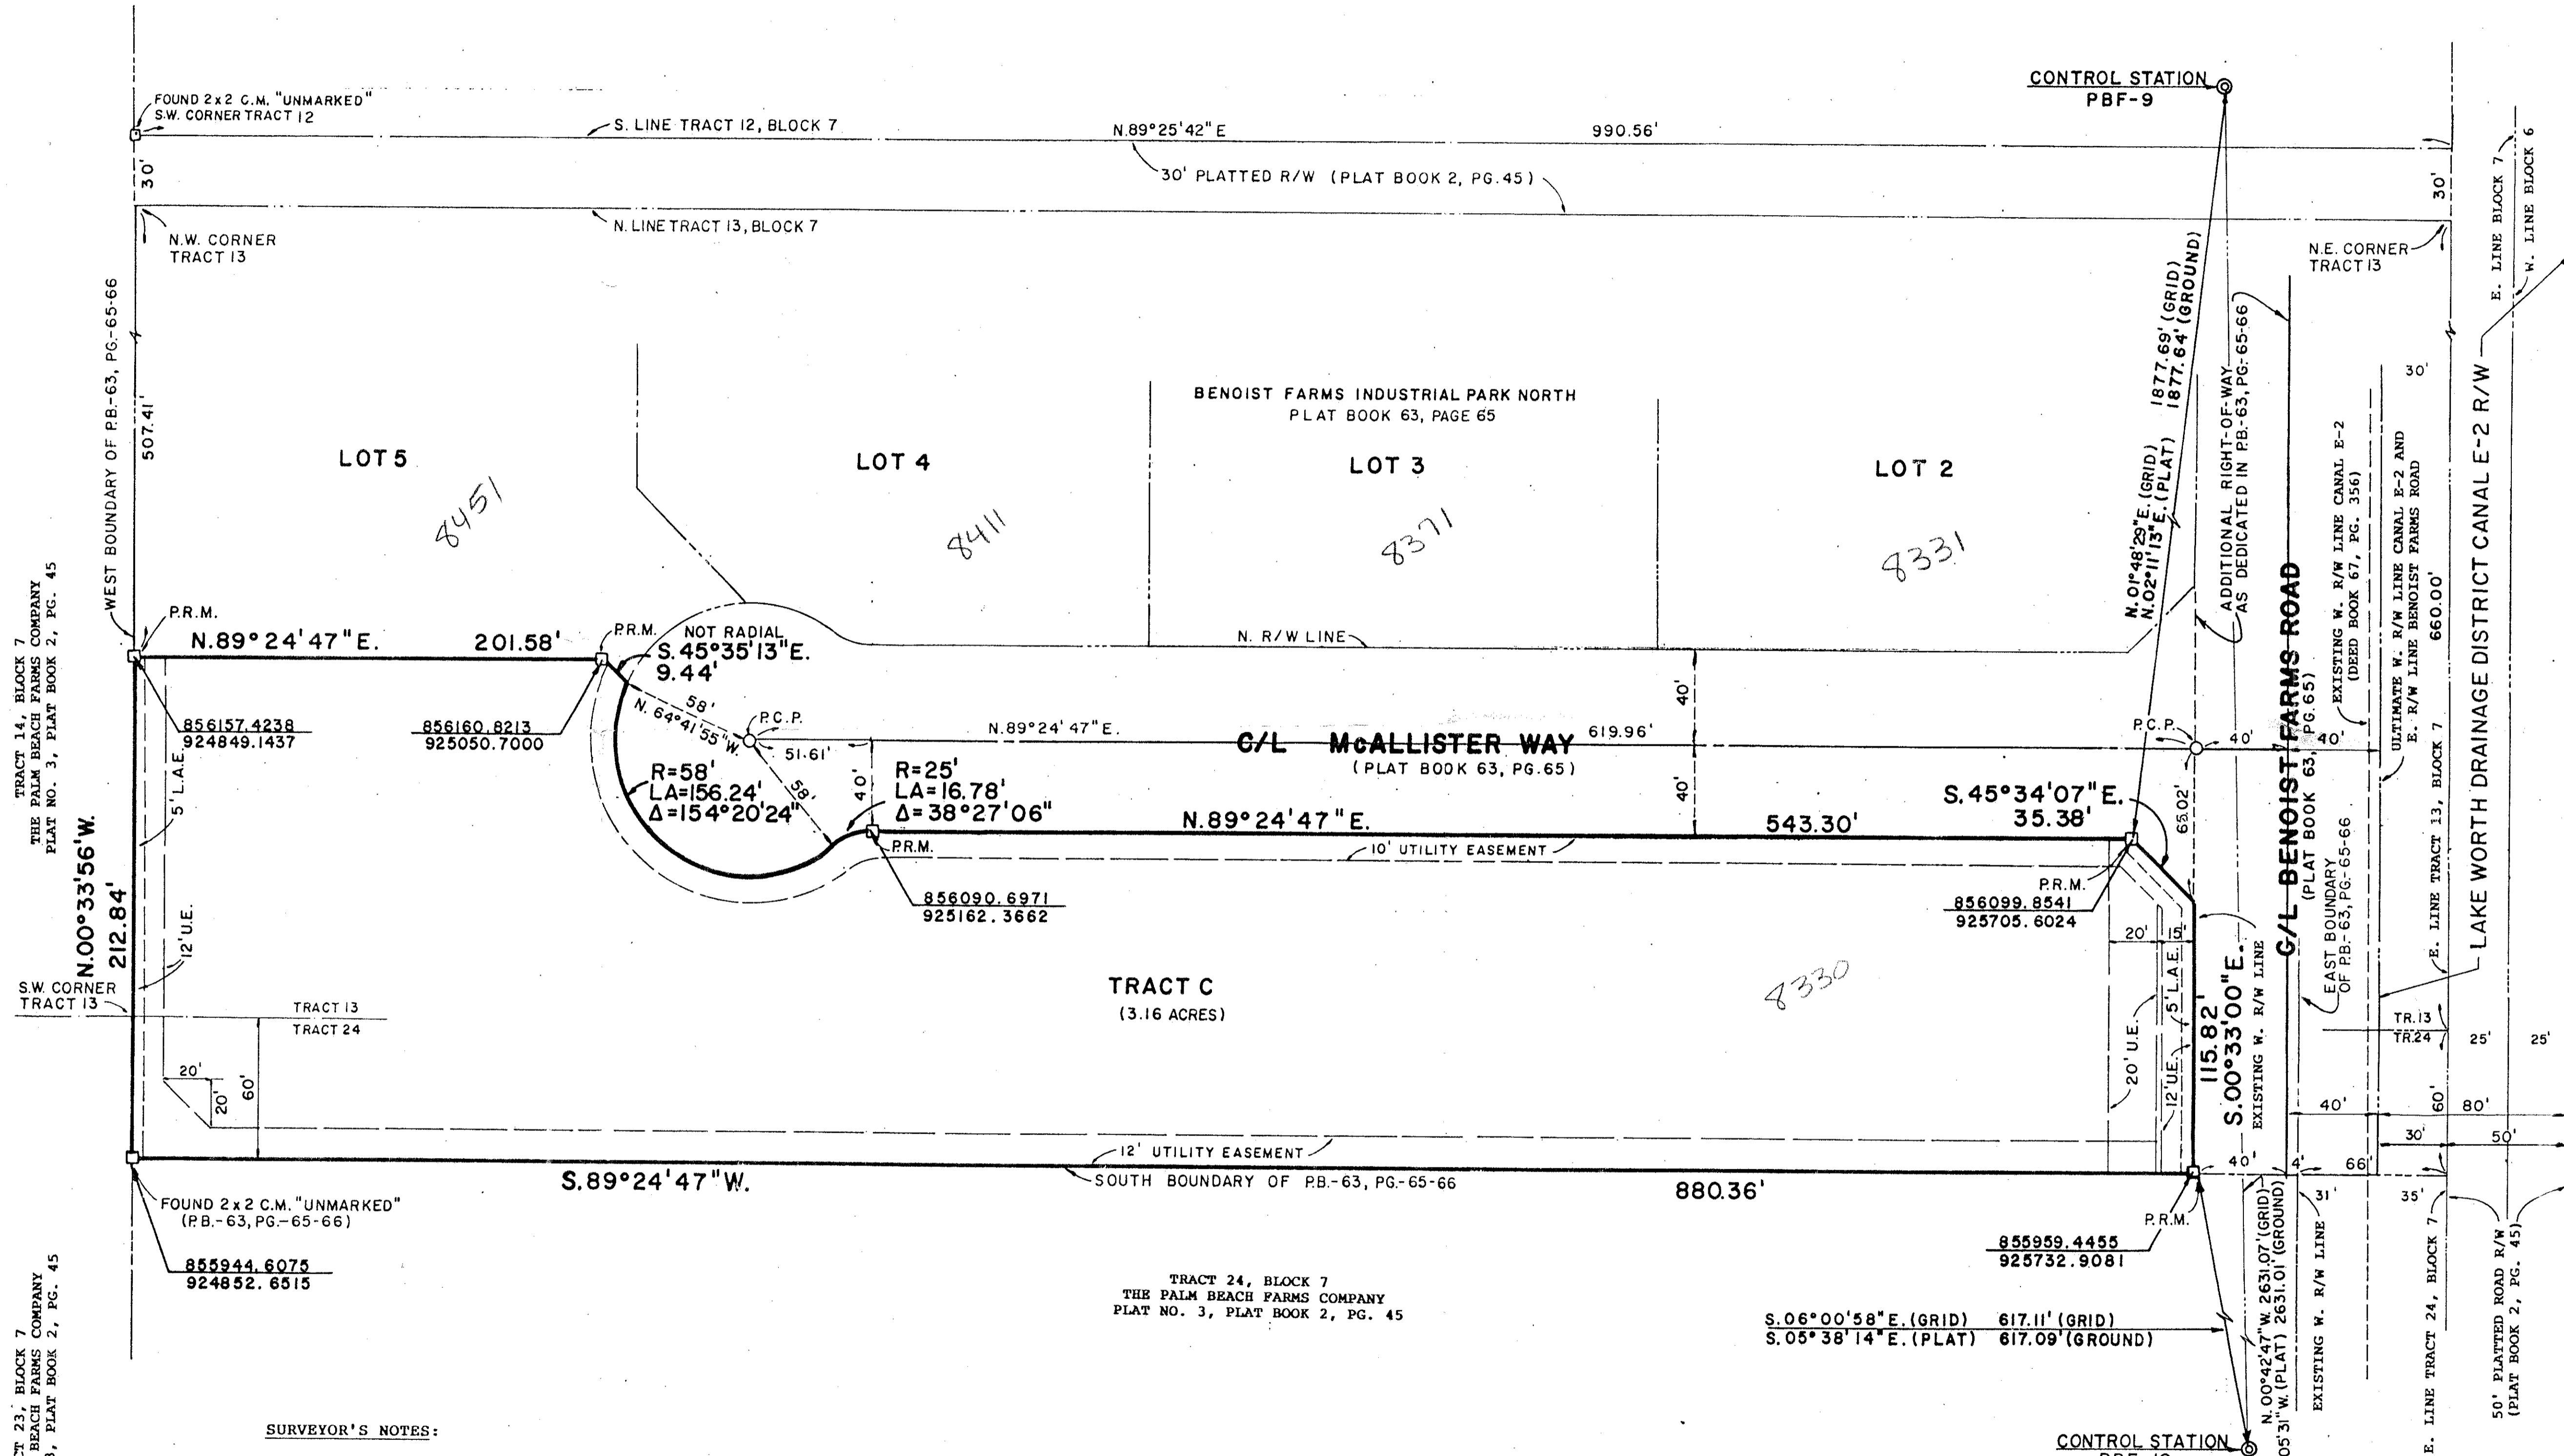 CONTROL STATION
PBF-9
FOUND 2x2 C.M. "UNMARKED"
S.W. CORNER TRACT 12
S. LINE TRACT 12, BLOCK 7
N.89°25'42"E
990.56'
30'
30' PLATTED R/W (PLAT BOOK 2, PG.45)
30'
E. LINE BLOCK 7
W. LINE BLOCK 6
N.W. CORNER
TRACT 13
N. LINE TRACT 13, BLOCK 7
N.E. CORNER
TRACT 13
WEST BOUNDARY OF P.B.-63, PG.-65-66
507.41'
BENOIST FARMS INDUSTRIAL PARK NORTH
PLAT BOOK 63, PAGE 65
LOT 5
LOT 4
LOT 3
LOT 2
8451
8411
8371
8331
N.01°48'29"E.(GRID) 1877.69'(GRID)
N.02°11'13"E.(PLAT) 1877.64'(GROUND)
ADDITIONAL RIGHT-OF-WAY
AS DEDICATED IN P.B.-63, PG.-65-66
C/L BENOIST FARMS ROAD
(PLAT BOOK 63, PG.65)
EXISTING W. R/W LINE CANAL E-2
(DEED BOOK 67, PG. 356)
30'
ULTIMATE W. R/W LINE CANAL E-2 AND
E. R/W LINE BENOIST FARMS ROAD
660.00'
E. LINE TRACT 13, BLOCK 7
LAKE WORTH DRAINAGE DISTRICT CANAL E-2 R/W
TRACT 14, BLOCK 7
THE PALM BEACH FARMS COMPANY
PLAT NO. 3, PLAT BOOK 2, PG. 45
P.R.M.
N.89°24'47"E.
201.58'
P.R.M.
NOT RADIAL
S.45°35'13"E.
9.44'
N. R/W LINE
856157.4238
924849.1437
856160.8213
925050.7000
58'
N. 64°41'55"W.
P.C.P.
51.61'
N.89°24'47"E.
C/L McALLISTER WAY
619.96'
(PLAT BOOK 63, PG.65)
40'
40'
P.C.P.
40'
40'
R=58'
LA=156.24'
Δ=154°20'24"
58'
40'
R=25'
LA=16.78'
Δ=38°27'06"
N.89°24'47"E.
543.30'
S.45°34'07"E.
35.38'
65.02'
P.R.M.
10' UTILITY EASEMENT
P.R.M.
856090.6971
925162.3662
856099.8541
925705.6024
5' L.A.E.
12' U.E.
N.00°33'56"W.
212.84'
S.W. CORNER
TRACT 13
TRACT 13
TRACT 24
20'
20'
60'
TRACT C
(3.16 ACRES)
8330
20'
15'
20' U.E.
12' U.E.
5' L.A.E.
115.82'
S.00°33'00"E.
EXISTING W. R/W LINE
EAST BOUNDARY
OF P.B.-63, PG.-65-66
TR.13
TR.24
25'
25'
40'
60'
80'
30'
50'
12' UTILITY EASEMENT
S.89°24'47"W.
SOUTH BOUNDARY OF P.B.-63, PG.-65-66
880.36'
40'
4'
66'
31'
35'
FOUND 2x2 C.M. "UNMARKED"
(P.B.-63, PG.-65-66)
855944.6075
924852.6515
P.R.M.
855959.4455
925732.9081
TRACT 24, BLOCK 7
THE PALM BEACH FARMS COMPANY
PLAT NO. 3, PLAT BOOK 2, PG. 45
S.06°00'58"E.(GRID) 617.11'(GRID)
S.05°38'14"E.(PLAT) 617.09'(GROUND)
N.00°42'47"W. 2631.07'(GRID)
05'31"W.(PLAT) 2631.01'(GROUND)
EXISTING W. R/W LINE
E. LINE TRACT 24, BLOCK 7
50' PLATTED ROAD R/W
(PLAT BOOK 2, PG. 45)
23, BLOCK 7
BEACH FARMS COMPANY
PLAT BOOK 2, PG. 45
SURVEYOR'S NOTES:
CONTROL STATION